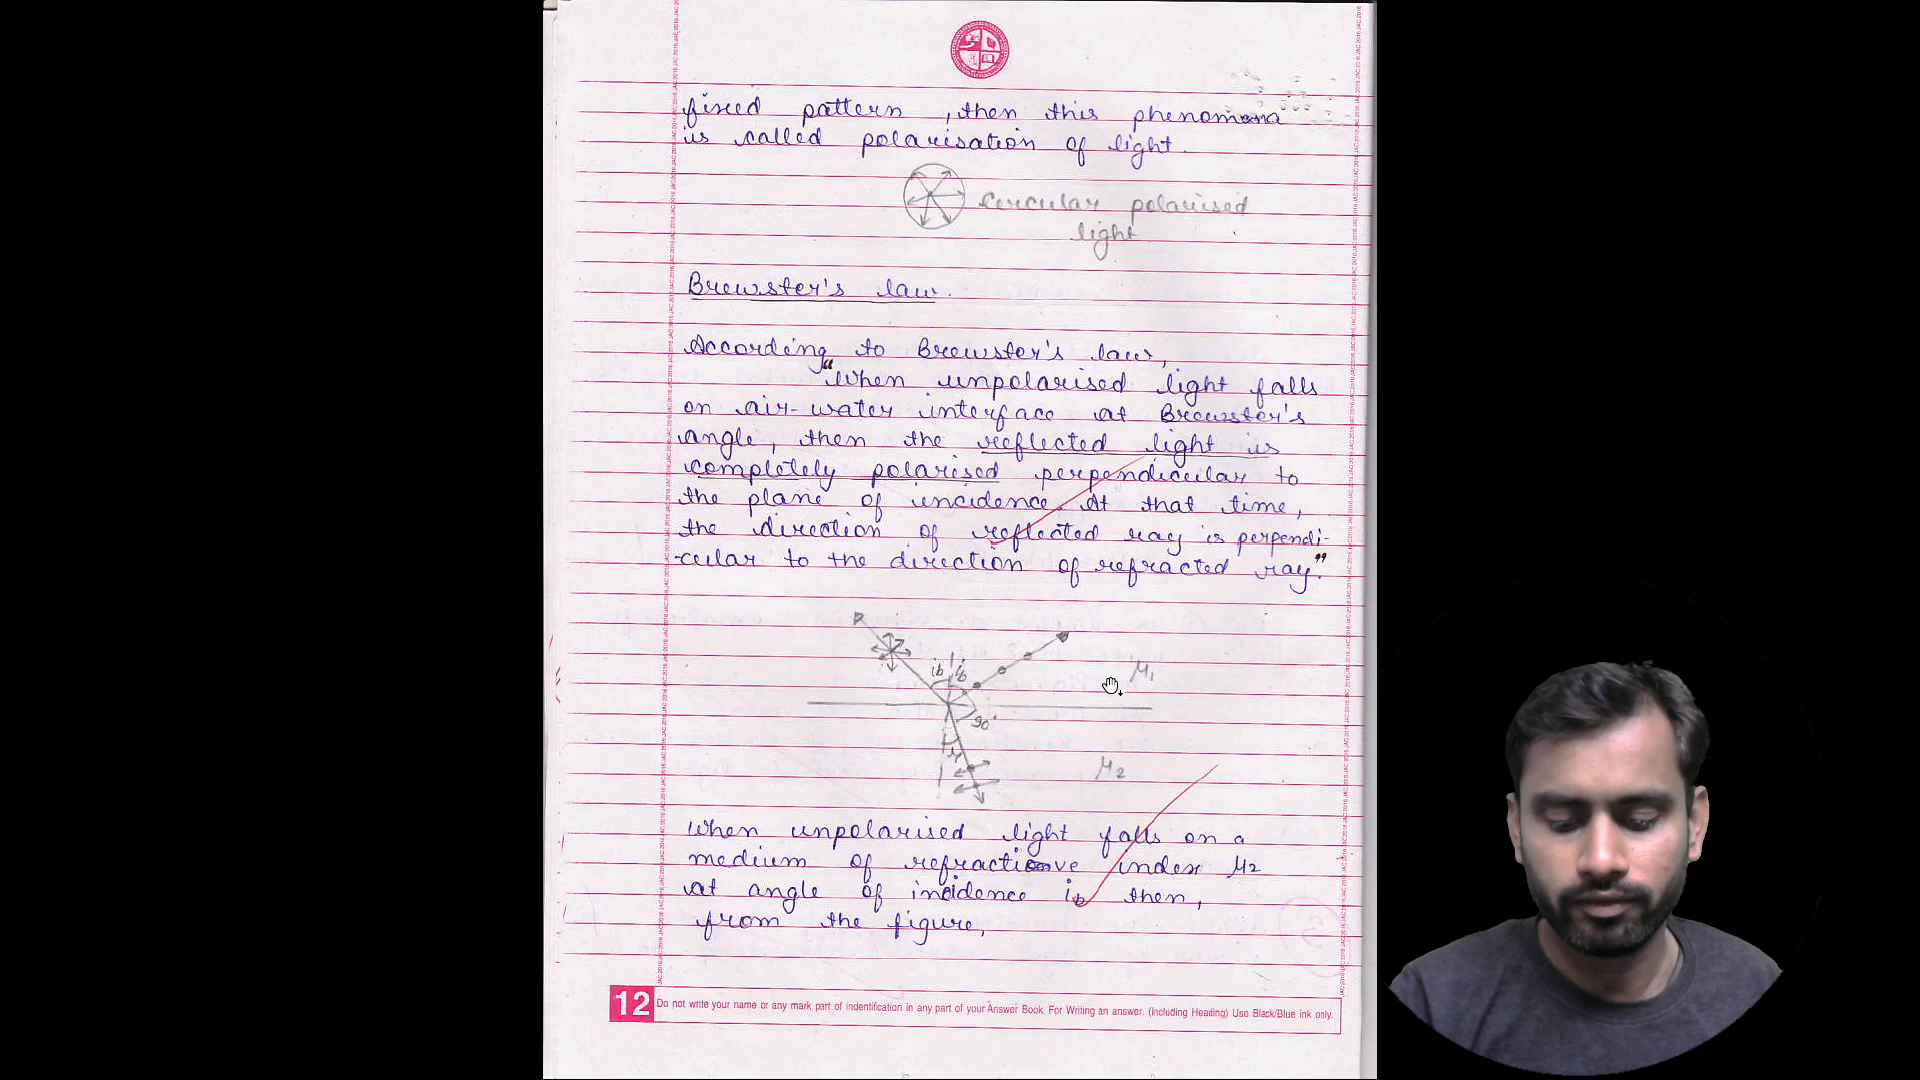 fixed pattern , then this phenomena
is called polarisation of light.
circular polarised
light
Brewster's law.
According to Brewster's law,
"When unpolarised light falls
on air-water interface at Brewster's
angle, then the reflected light is
completely polarised perpendicular to
the plane of incidence. At that time,
the direction of reflected ray is perpendi-
-cular to the direction of refracted ray."
ib ib
μ1
90°
r
μ2
When unpolarised light falls on a
medium of refractive index μ2
at angle of incidence ib then,
from the figure,
12 Do not write your name or any mark part of indentification in any part of your Answer Book. For Writing an answer. (Including Heading) Use Black/Blue ink only.